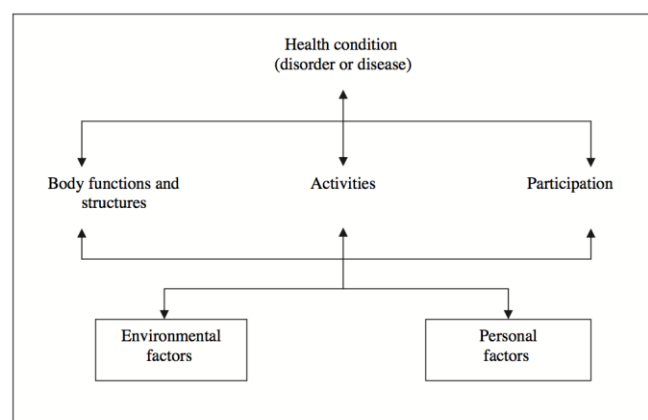 Health condition
(disorder or disease)
Body functions and
structures
Activities
Participation
Environmental
factors
Personal
factors